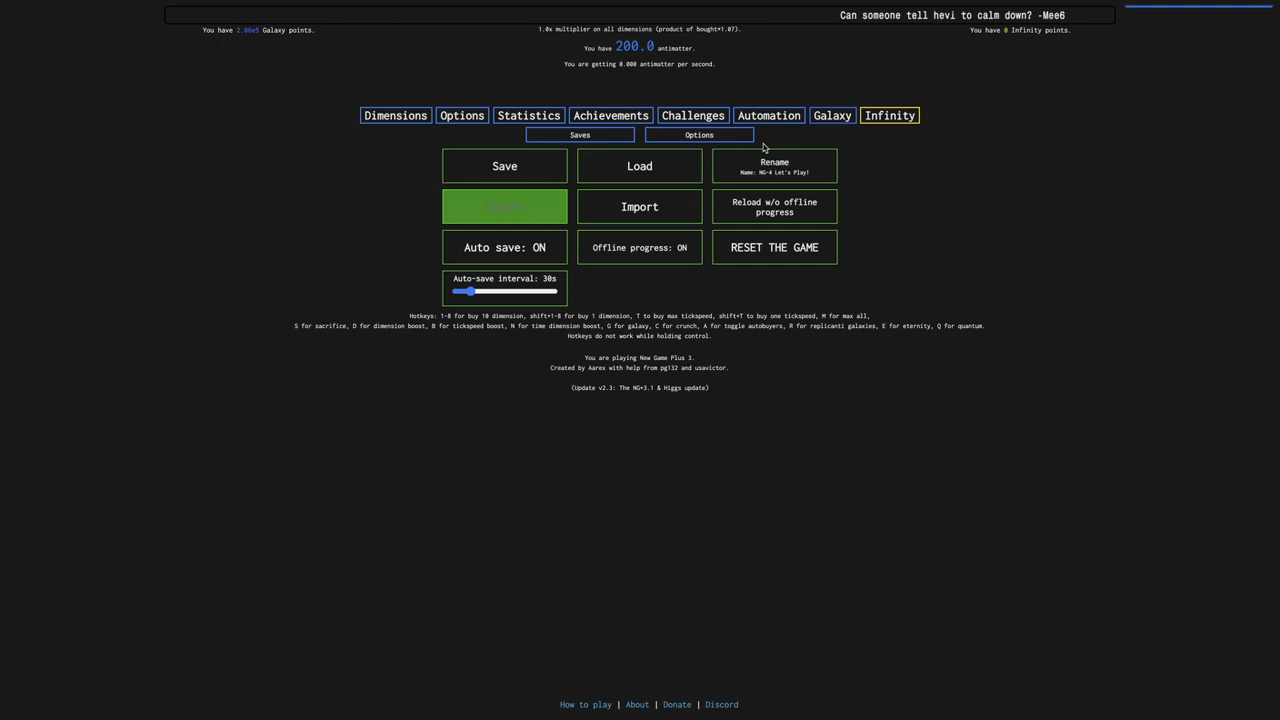 Can someone tell hevi to calm down? -Mee6
You have 2.06e5 Galaxy points.
1.0x multiplier on all dimensions (product of bought*1.07).
You have 0 Infinity points.
You have 200.0 antimatter.
You are getting 0.000 antimatter per second.
Dimensions Options Statistics Achievements Challenges Automation Galaxy Infinity
Saves Options
Save Load Rename
Name: NG-4 Let's Play!
Export Import Reload w/o offline
progress
Auto save: ON Offline progress: ON RESET THE GAME
Auto-save interval: 30s
Hotkeys: 1-8 for buy 10 dimension, shift+1-8 for buy 1 dimension, T to buy max tickspeed, shift+T to buy one tickspeed, M for max all,
S for sacrifice, D for dimension boost, B for tickspeed boost, N for time dimension boost, G for galaxy, C for crunch, A for toggle autobuyers, R for replicanti galaxies, E for eternity, Q for quantum.
Hotkeys do not work while holding control.
You are playing New Game Plus 3.
Created by Aarex with help from pg132 and usavictor.
(Update v2.3: The NG+3.1 & Higgs update)
How to play | About | Donate | Discord